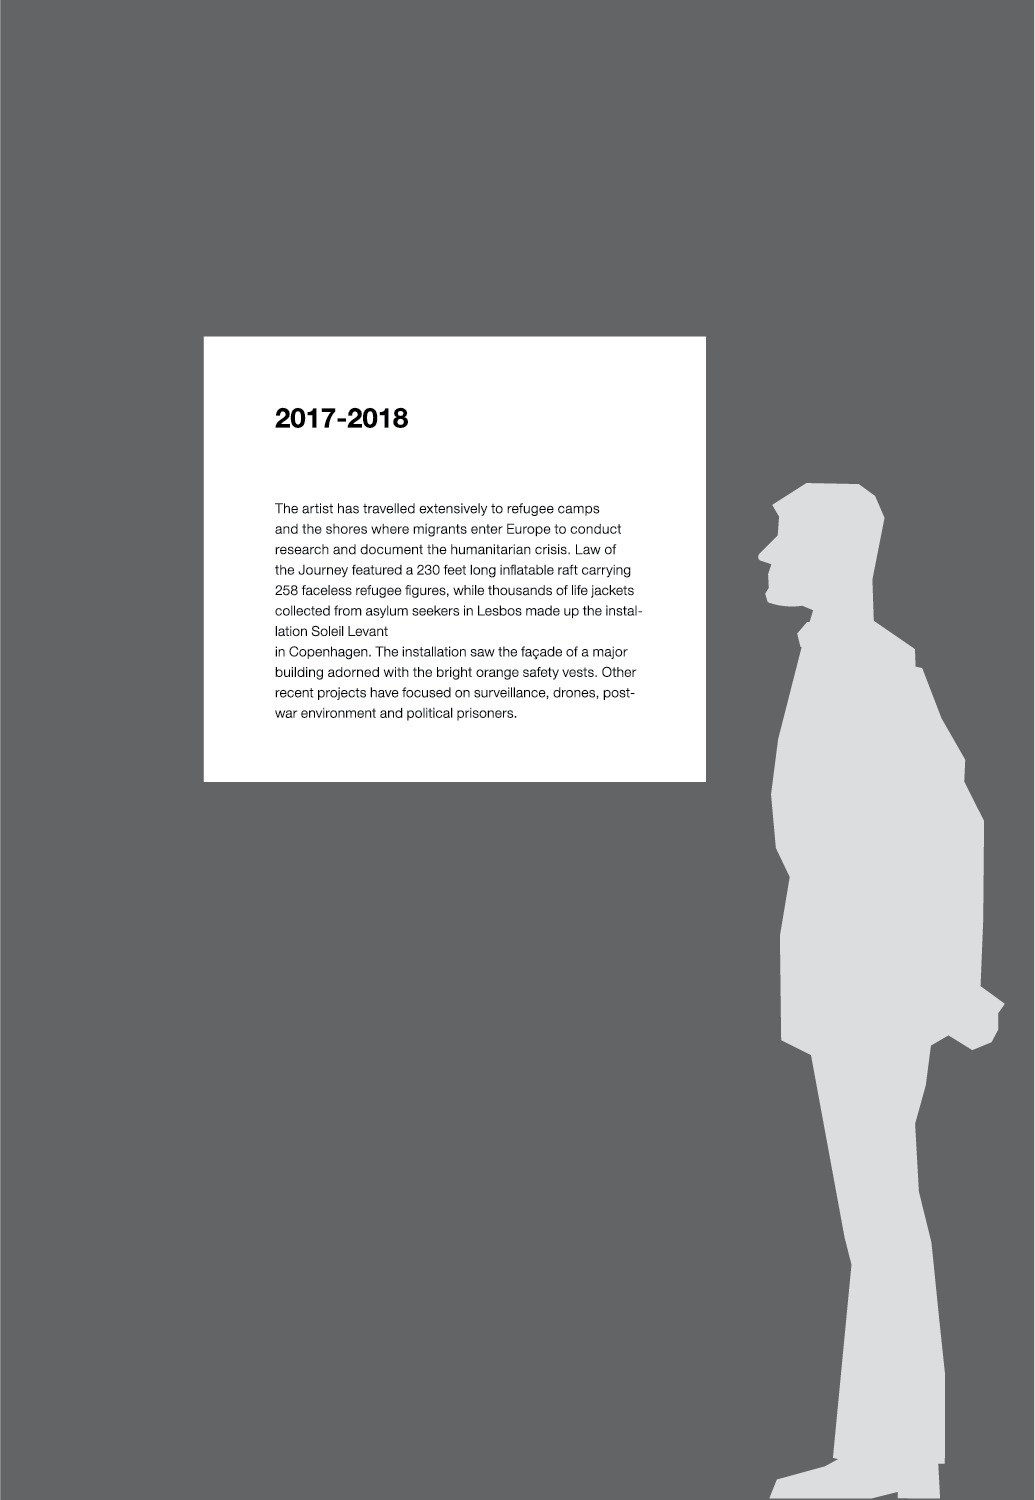 2017-2018
The artist has travelled extensively to refugee camps
and the shores where migrants enter Europe to conduct
research and document the humanitarian crisis. Law of
the Journey featured a 230 feet long inflatable raft carrying
258 faceless refugee figures, while thousands of life jackets
collected from asylum seekers in Lesbos made up the instal-
lation Soleil Levant
in Copenhagen. The installation saw the façade of a major
building adorned with the bright orange safety vests. Other
recent projects have focused on surveillance, drones, post-
war environment and political prisoners.